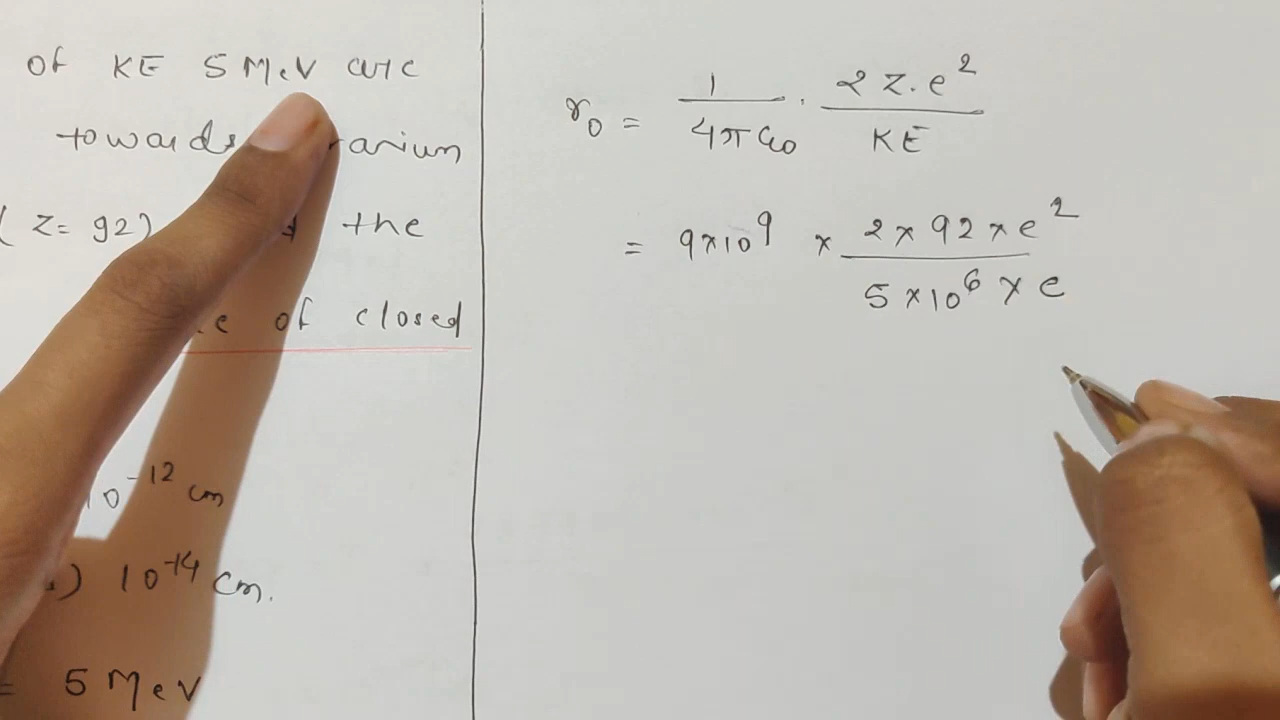 of KE 5 MeV are
towards
( Z= 92) the
of closed
10^-12 cm
) 10^-14 cm.
= 5 MeV
r₀ = 1/4πε₀ . 2 Z. e²/KE
= 9×10⁹ × 2 × 92 × e²/5 ×10⁶ × e